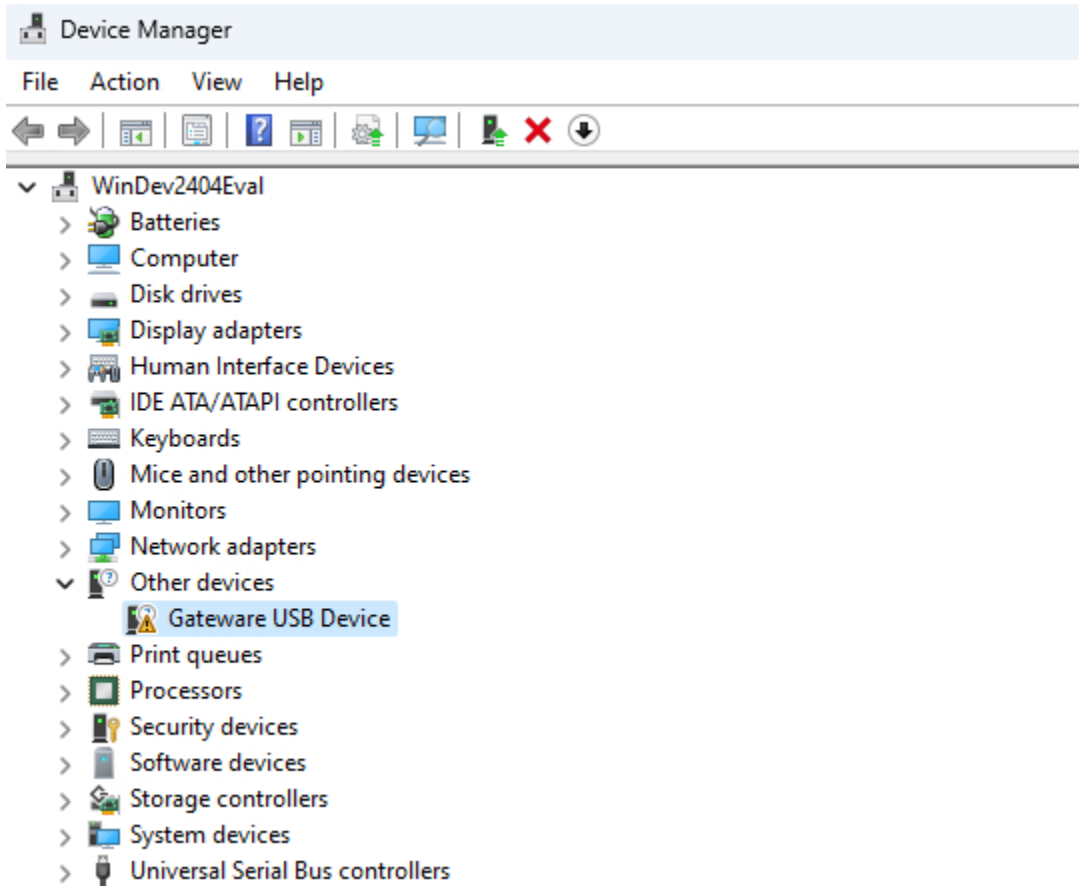 Device Manager
File Action View Help
WinDev2404Eval
Batteries
Computer
Disk drives
Display adapters
Human Interface Devices
IDE ATA/ATAPI controllers
Keyboards
Mice and other pointing devices
Monitors
Network adapters
Other devices
Gateware USB Device
Print queues
Processors
Security devices
Software devices
Storage controllers
System devices
Universal Serial Bus controllers